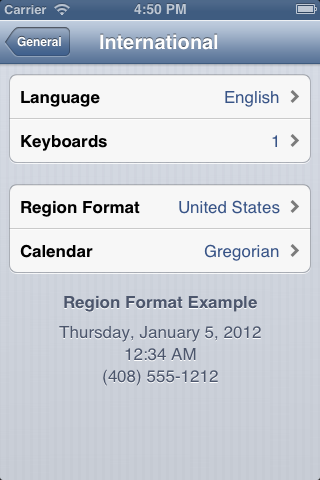 Carrier 4:50 PM
General International
Language English
Keyboards 1
Region Format United States
Calendar Gregorian
Region Format Example
Thursday, January 5, 2012
12:34 AM
(408) 555-1212